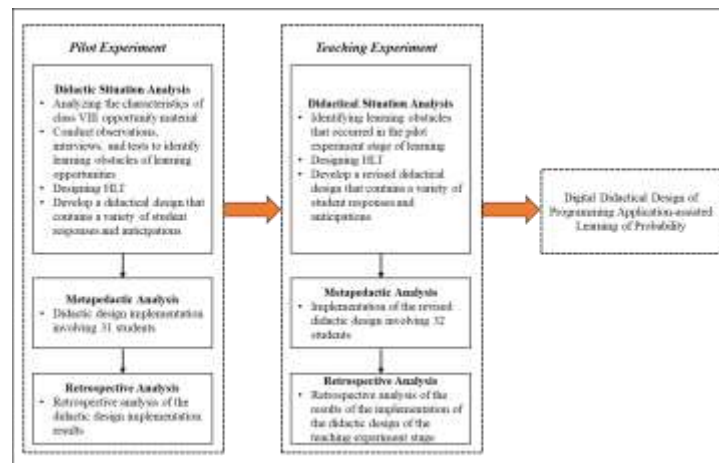 Pilot Experiment
Didactic Situation Analysis
• Analyzing the characteristics of
class VIII opportunity material
• Conduct observations,
interviews, and tests to identify
learning obstacles of learning
opportunities
• Designing HLT
• Develop a didactical design that
contains a variety of student
responses and anticipations
Metapedactic Analysis
• Didactic design implementation
involving 31 students
Retrospective Analysis
• Retrospective analysis of the
didactic design implementation
results
Teaching Experiment
Didactical Situation Analysis
• Identifying learning obstacles
that occurred in the pilot
experiment stage of learning
• Designing HLT
• Develop a revised didactical
design that contains a variety of
student responses and
anticipations
Metapedactic Analysis
• Implementation of the revised
didactic design involving 32
students
Retrospective Analysis
• Retrospective analysis of the
results of the implementation of
the didactic design of the
teaching experiment stage
Digital Didactical Design of
Programming Application-assisted
Learning of Probability